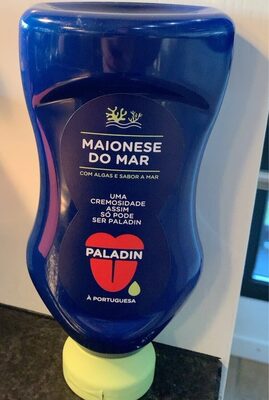 MAIONESE
DO MAR
COM ALGAS E SABOR A MAR
UMA
CREMOSIDADE
ASSIM
SÓ PODE
SER PALADIN
PALADIN
À PORTUGUESA